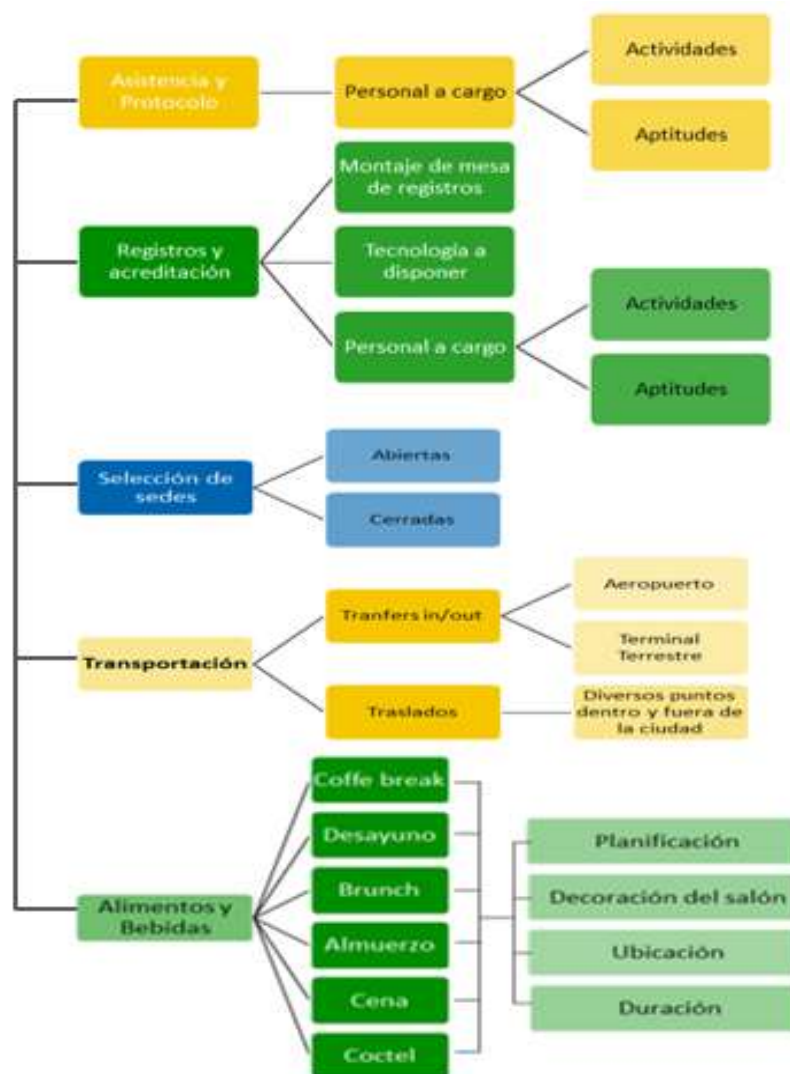 Asistencia y
Protocolo
Personal a cargo
Actividades
Aptitudes
Registros y
acreditación
Montaje de mesa
de registros
Tecnología a
disponer
Personal a cargo
Actividades
Aptitudes
Selección de
sedes
Abiertas
Cerradas
Transportación
Tranfers in/out
Aeropuerto
Terminal
Terrestre
Traslados
Diversos puntos
dentro y fuera de
la ciudad
Alimentos y
Bebidas
Coffe break
Desayuno
Brunch
Almuerzo
Cena
Coctel
Planificación
Decoración del salón
Ubicación
Duración